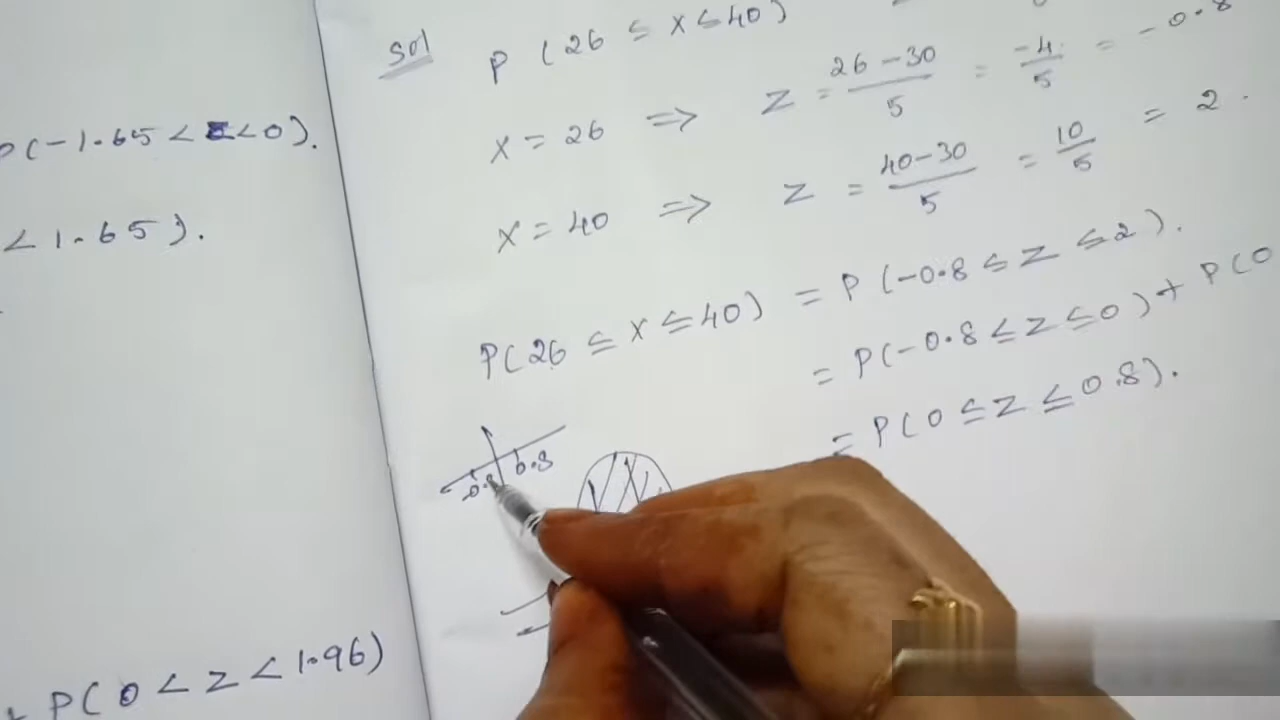 P(-1.65 < Z < 0).
< 1.65).
P(0 < Z < 1.96)
Sol
P (26 ≤ X ≤ 40)
X = 26 ⟹ Z = 26 - 30 / 5 = -4 / 5 = -0.8
X = 40 ⟹ Z = 40 - 30 / 5 = 10 / 5 = 2.
P(26 ≤ X ≤ 40) = P(-0.8 ≤ Z ≤ 2).
= P(-0.8 ≤ Z ≤ 0) + P(0
= P(0 ≤ Z ≤ 0.8).
-0.8 0.8